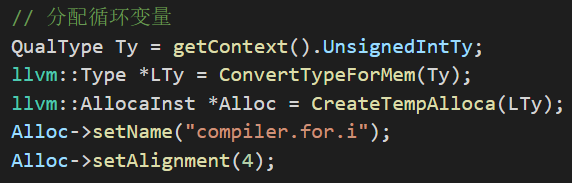 // 分配循环变量
QualType Ty = getContext().UnsignedIntTy;
llvm::Type *LTy = ConvertTypeForMem(Ty);
llvm::AllocaInst *Alloc = CreateTempAlloca(LTy);
Alloc->setName("compiler.for.i");
Alloc->setAlignment(4);